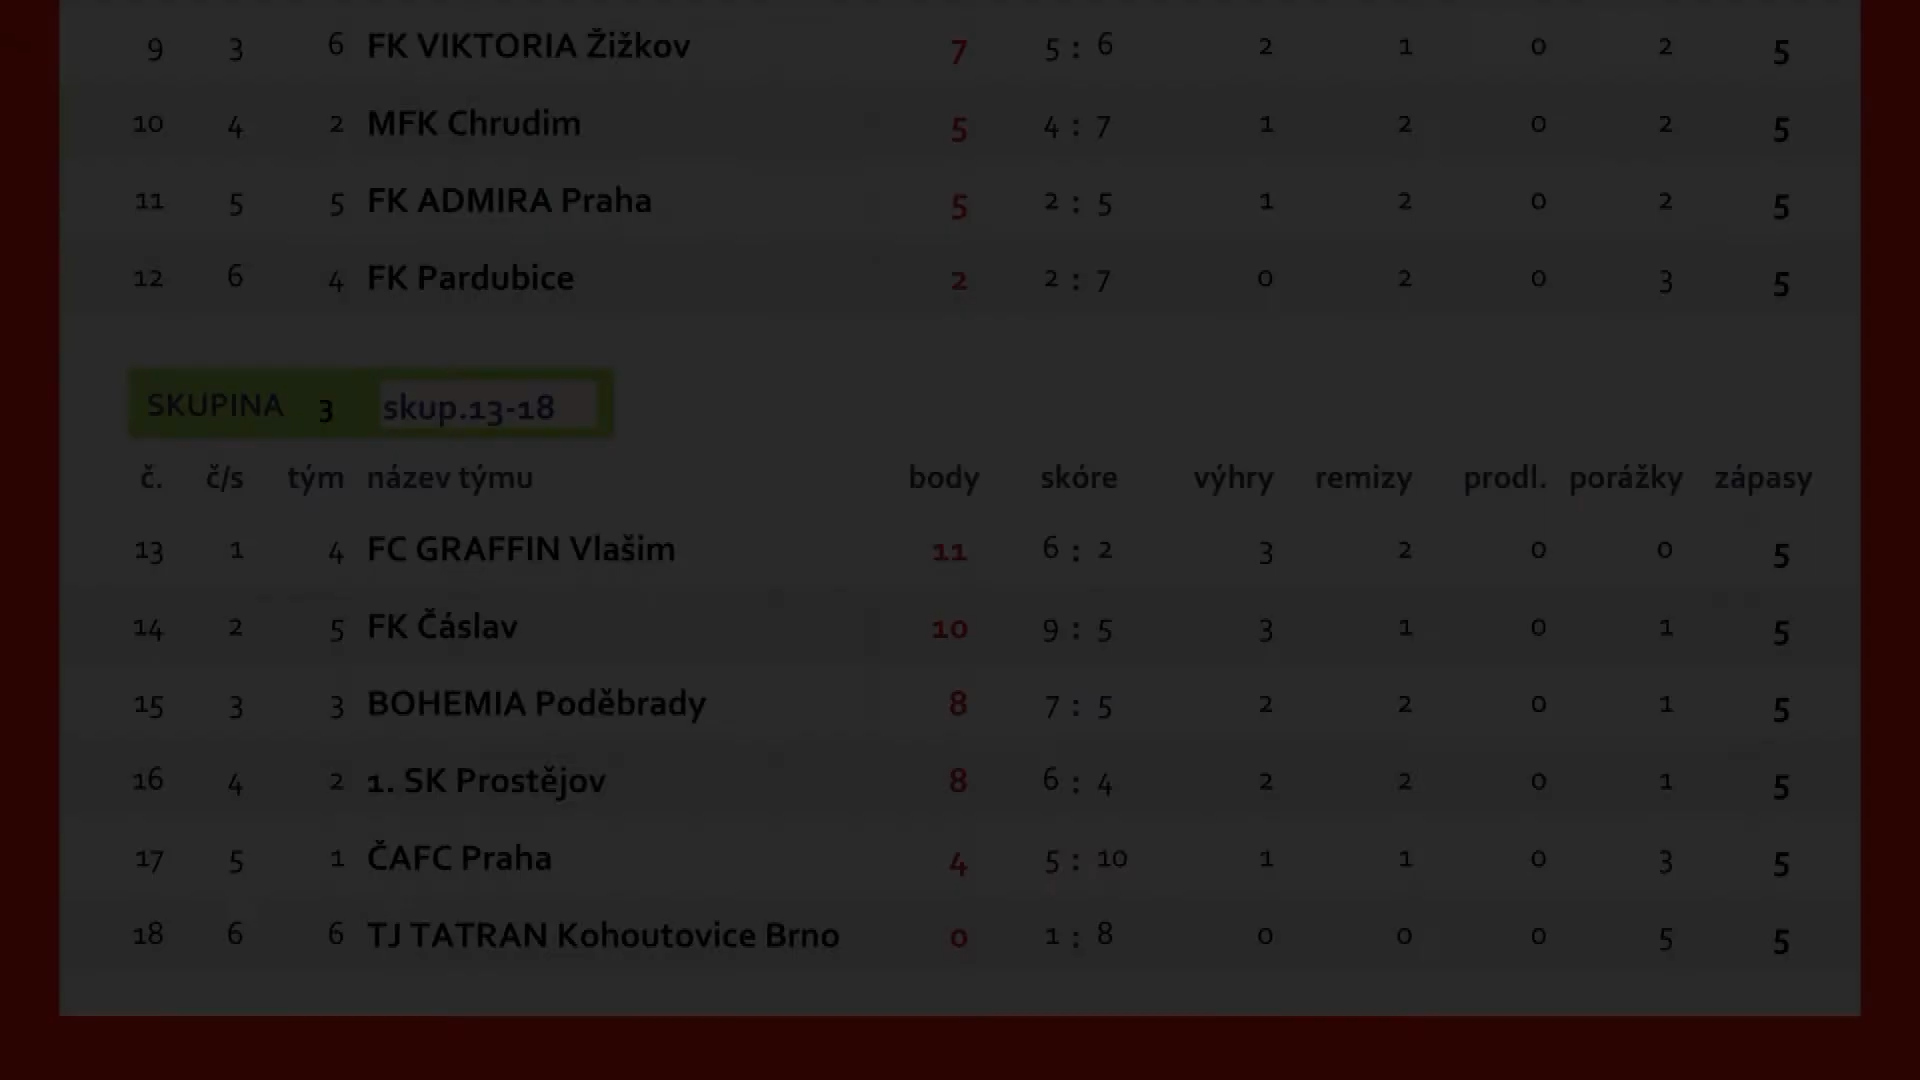 9 3 6 FK VIKTORIA Žižkov 7 5 : 6 2 1 0 2 5
10 4 2 MFK Chrudim 5 4 : 7 1 2 0 2 5
11 5 5 FK ADMIRA Praha 5 2 : 5 1 2 0 2 5
12 6 4 FK Pardubice 2 2 : 7 0 2 0 3 5
SKUPINA 3 skup.13-18
č. č/s tým název týmu body skóre výhry remizy prodl. porážky zápasy
13 1 4 FC GRAFFIN Vlašim 11 6 : 2 3 2 0 0 5
14 2 5 FK Čáslav 10 9 : 5 3 1 0 1 5
15 3 3 BOHEMIA Poděbrady 8 7 : 5 2 2 0 1 5
16 4 2 1. SK Prostějov 8 6 : 4 2 2 0 1 5
17 5 1 ČAFC Praha 4 5 : 10 1 1 0 3 5
18 6 6 TJ TATRAN Kohoutovice Brno 0 1 : 8 0 0 0 5 5